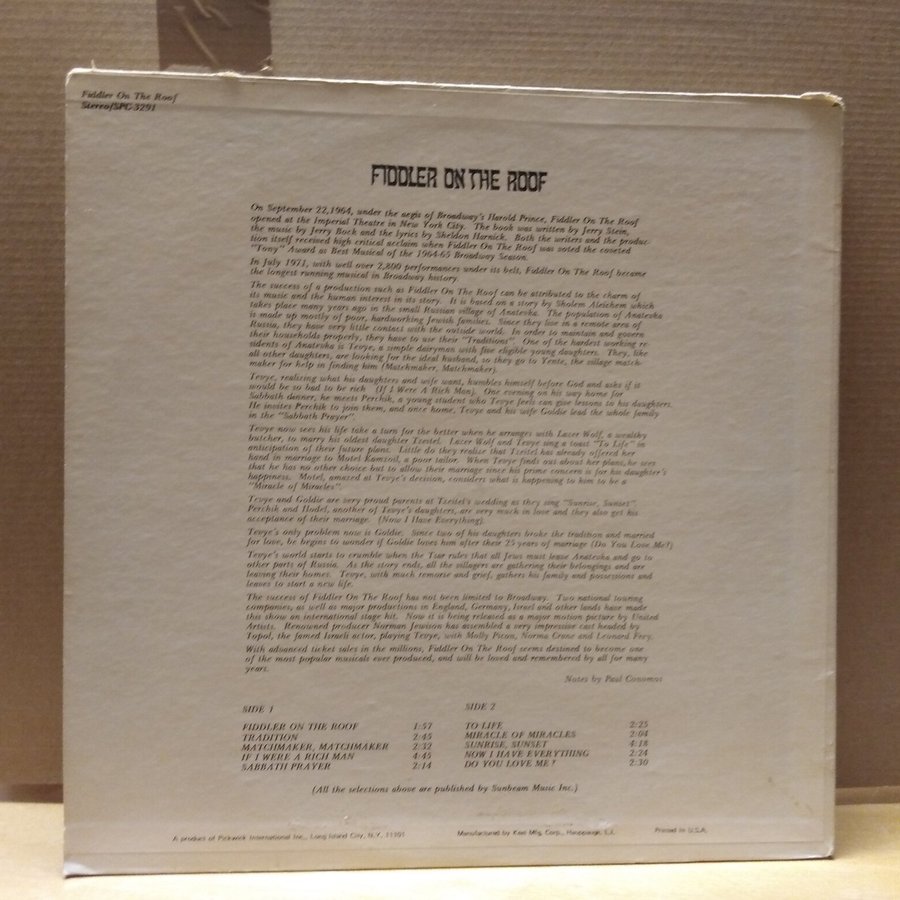 Fiddler On The Roof
Stereo/SPC-3291
FIDDLER ON THE ROOF
On September 22,1964, under the aegis of Broadway's Harold Prince, Fiddler On The Roof
opened at the Imperial Theatre in New York City. The book was written by Jerry Stein,
the music by Jerry Bock and the lyrics by Sheldon Harnick. Both the writers and the produc-
tion itself received high critical acclaim when Fiddler On The Roof was voted the coveted
"Tony" Award as Best Musical of the 1964-65 Broadway Season.
In July 1971, with well over 2,800 performances under its belt, Fiddler On The Roof became
the longest running musical in Broadway history.
The success of a production such as Fiddler On The Roof can be attributed to the charm of
its music and the human interest in its story. It is based on a story by Sholem Aleichem which
takes place many years ago in the small Russian village of Anatevka. The population of Anatevka
is made up mostly of poor, hardworking Jewish families. Since they live in a remote area of
Russia, they have very little contact with the outside world. In order to maintain and govern
their households properly, they have to use their "Traditions". One of the hardest working re-
sidents of Anatevka is Tevye, a simple dairyman with five eligible young daughters. They, like
all other daughters, are looking for the ideal husband, so they go to Yente, the village match-
maker for help in finding him (Matchmaker, Matchmaker).
Tevye, realizing what his daughters and wife want, humbles himself before God and asks if it
would be so bad to be rich (If I Were A Rich Man). One evening on his way home for
Sabbath danner, he meets Perchik, a young student who Tevye feels can give lessons to his daughters.
He invites Perchik to join them, and once home, Tevye and his wife Goldie lead the whole family
in the "Sabbath Prayer".
Tevye now sees his life take a turn for the better when he arranges with Lazer Wolf, a wealthy
butcher, to marry his oldest daughter Tzeitel. Lazer Wolf and Tevye sing a toast "To Life" in
anticipation of their future plans. Little do they realize that Tzeitel has already offered her
hand in marriage to Motel Kamzoil, a poor tailor. When Tevye finds out about her plans, he sees
that he has no other choice but to allow their marriage since his prime concern is for his daughter's
happiness. Motel, amazed at Tevye's decision, considers what is happening to him to be a
"Miracle of Miracles".
Tevye and Goldie are very proud parents at Tzeitel's wedding as they sing "Sunrise, Sunset".
Perchik and Hodel, another of Tevye's daughters, are very much in love and they also get his
acceptance of their marriage. (Now I Have Everything).
Tevye's only problem now is Goldie. Since two of his daughters broke the tradition and married
for love, he begins to wonder if Goldie loves him after their 25 years of marriage (Do You Love Me?)
Tevye's world starts to crumble when the Tsar rules that all Jews must leave Anatevka and go to
other parts of Russia. As the story ends, all the villagers are gathering their belongings and are
leaving their homes. Tevye, with much remorse and grief, gathers his family and possessions and
leaves to start a new life.
The success of Fiddler On The Roof has not been limited to Broadway. Two national touring
companies, as well as major productions in England, Germany, Israel and other lands have made
this show an international stage hit. Now it is being released as a major motion picture by United
Artists. Renowned producer Norman Jewison has assembled a very impressive cast headed by
Topol, the famed Israeli actor, playing Tevye, with Molly Picon, Norma Crane and Leonard Frey.
With advanced ticket sales in the millions, Fiddler On The Roof seems destined to become one
of the most popular musicals ever produced, and will be loved and remembered by all for many
years.
Notes by Paul Conomos
SIDE 1
FIDDLER ON THE ROOF 1:57
TRADITION 2:45
MATCHMAKER, MATCHMAKER 2:32
IF I WERE A RICH MAN 4:45
SABBATH PRAYER 2:14
SIDE 2
TO LIFE 2:25
MIRACLE OF MIRACLES 2:04
SUNRISE, SUNSET 4:18
NOW I HAVE EVERYTHING 2:24
DO YOU LOVE ME? 2:30
(All the selections above are published by Sunbeam Music Inc.)
A product of Pickwick International Inc., Long Island City, N.Y. 11101
Manufactured by Keel Mfg. Corp., Hauppauge, L.I.
Printed in U.S.A.